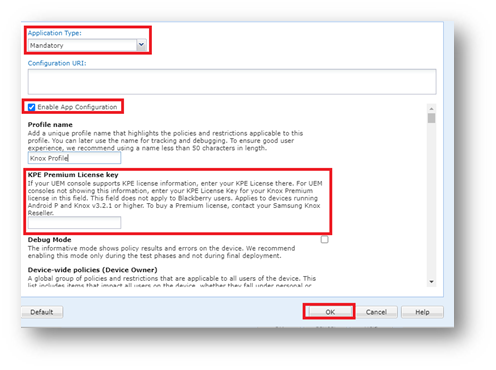 Application Type:
Mandatory
Configuration URI:
Enable App Configuration
Profile name
Add a unique profile name that highlights the policies and restrictions applicable to this
profile. You can later use the name for tracking and debugging. To ensure good user
experience, we recommend using a name less than 50 characters in length.
Knox Profile
KPE Premium License key
If your UEM console supports KPE license information, enter your KPE License there. For UEM
consoles not showing this information, enter your KPE License Key for your Knox Premium
license in this field. This field does not apply to Blackberry users. Applies to devices running
Android P and Knox v3.2.1 or higher. To buy a Premium license, contact your Samsung Knox
Reseller.
Debug Mode
The informative mode shows policy results and errors on the device. We recommend
enabling this mode only during the test phases and not during final deployment.
Device-wide policies (Device Owner)
A global group of policies and restrictions that are applicable to all users of the device. This
list includes items that impact all users on the device, whether they fall under personal or
Default
OK
Cancel
Help